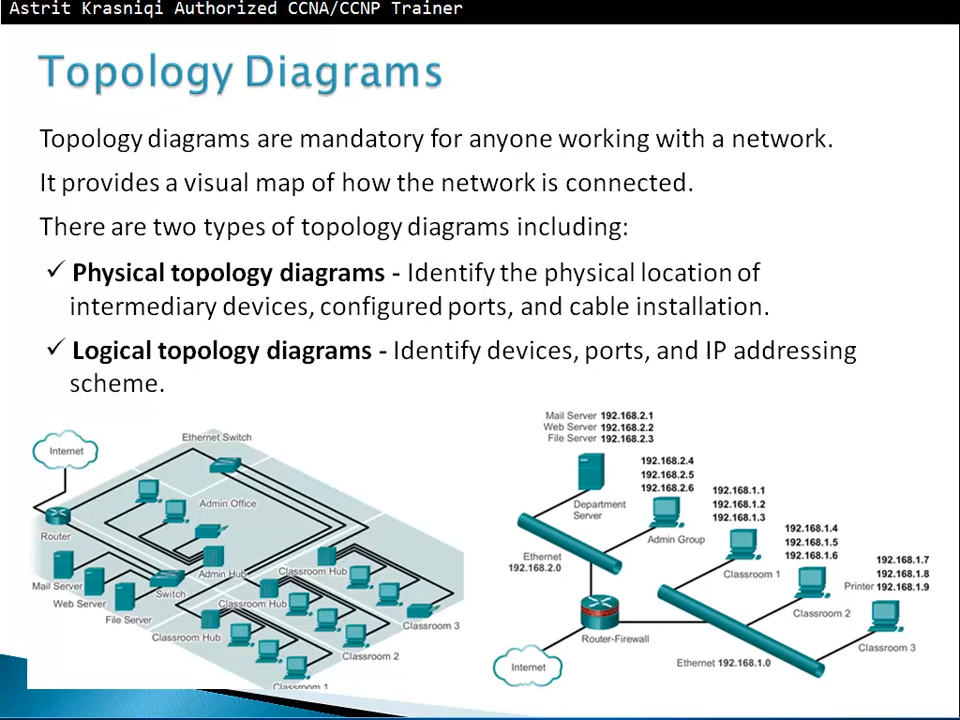 Astrit Krasniqi Authorized CCNA/CCNP Trainer
Topology Diagrams
Topology diagrams are mandatory for anyone working with a network.
It provides a visual map of how the network is connected.
There are two types of topology diagrams including:
✓ Physical topology diagrams - Identify the physical location of
intermediary devices, configured ports, and cable installation.
✓ Logical topology diagrams - Identify devices, ports, and IP addressing
scheme.
Ethernet Switch
Internet
Admin Office
Router
Admin Hub
Classroom Hub
Mail Server
Switch
Web Server
Classroom Hub
File Server
Classroom Hub
Classroom 3
Classroom 2
Classroom 1
Mail Server 192.168.2.1
Web Server 192.168.2.2
File Server 192.168.2.3
192.168.2.4
192.168.2.5
192.168.2.6
Department
Server
192.168.1.1
192.168.1.2
192.168.1.3
Admin Group
192.168.1.4
192.168.1.5
192.168.1.6
Ethernet
192.168.2.0
Classroom 1
192.168.1.7
192.168.1.8
Printer 192.168.1.9
Classroom 2
Router-Firewall
Classroom 3
Internet
Ethernet 192.168.1.0